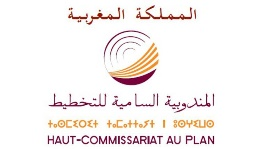 المملكة المغربية
المندوبية السامية للتخطيط
HAUT-COMMISSARIAT AU PLAN